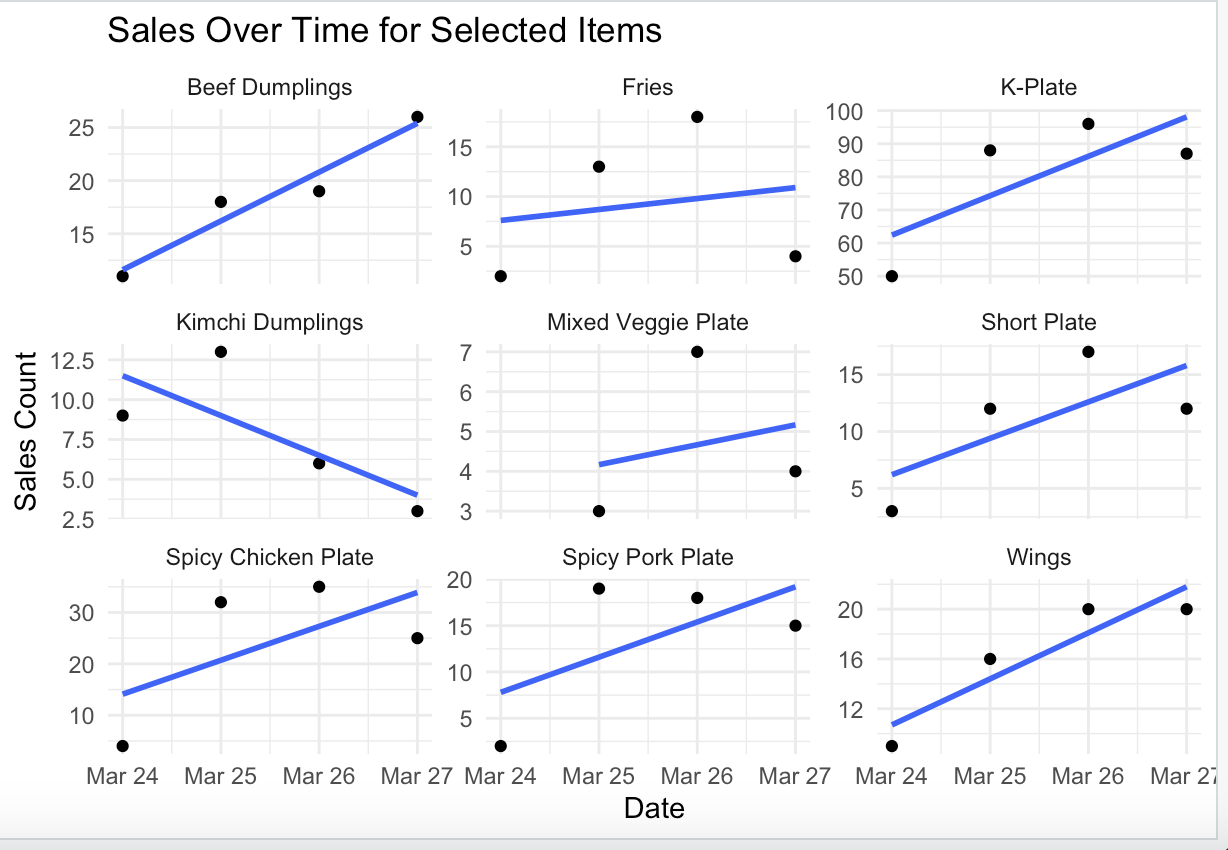 Sales Over Time for Selected Items
Beef Dumplings
Fries
K-Plate
25
20
15
15
10
5
100
90
80
70
60
50
Kimchi Dumplings
Mixed Veggie Plate
Short Plate
12.5
10.0
7.5
5.0
2.5
7
6
5
4
3
15
10
5
Sales Count
Spicy Chicken Plate
Spicy Pork Plate
Wings
30
20
10
20
15
10
5
20
16
12
Mar 24 Mar 25 Mar 26 Mar 27 Mar 24 Mar 25 Mar 26 Mar 27 Mar 24 Mar 25 Mar 26 Mar 27
Date